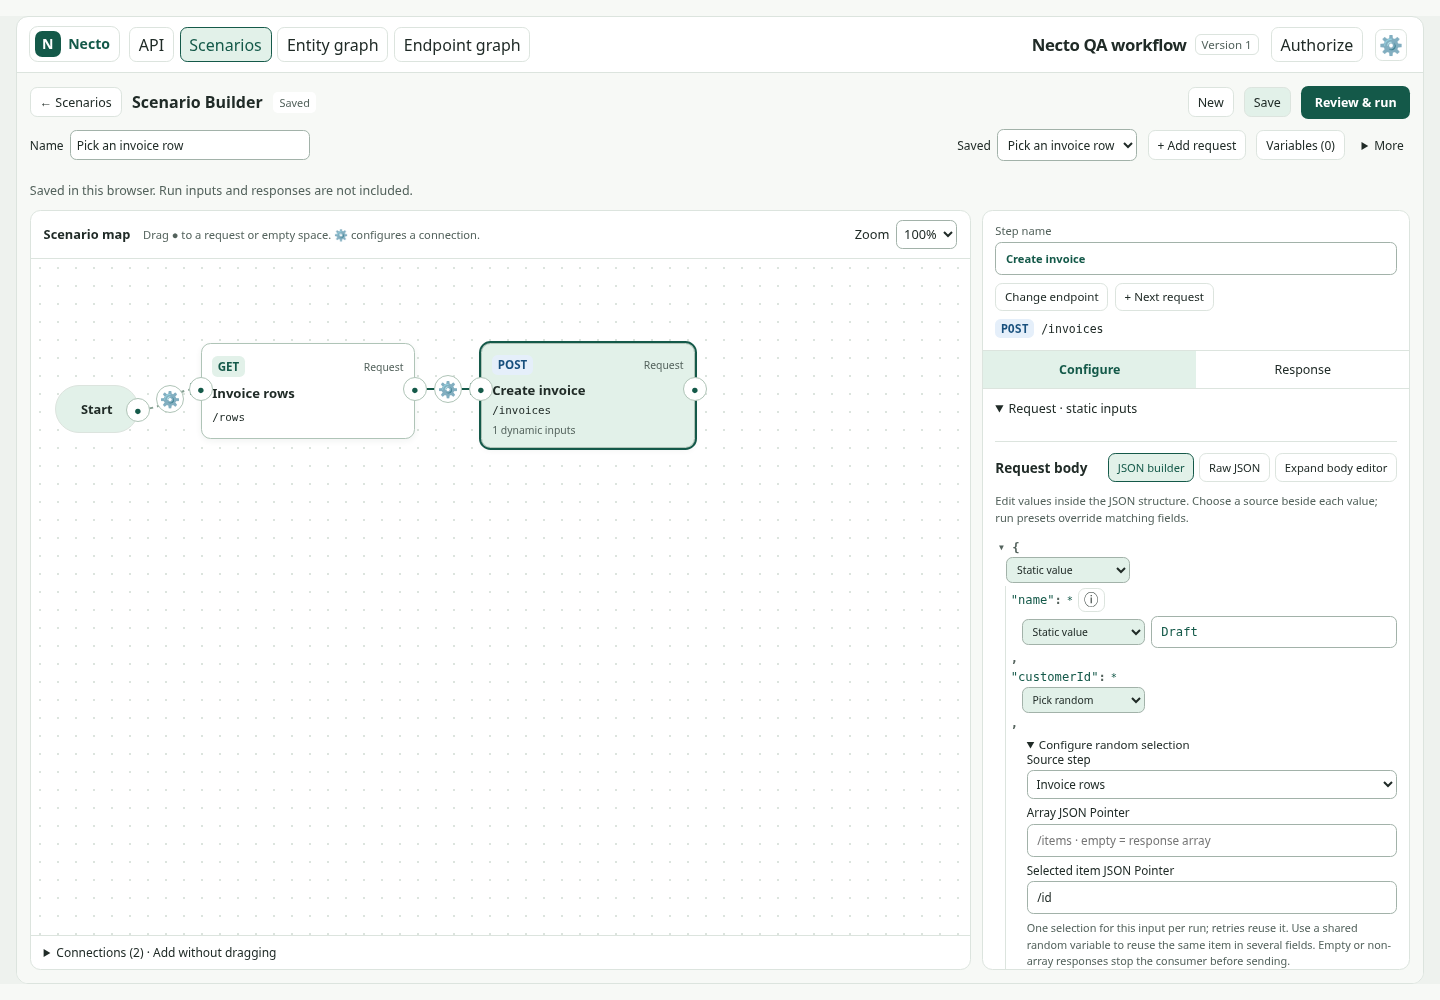 N Necto API Scenarios Entity graph Endpoint graph Necto QA workflow Version 1 Authorize
← Scenarios Scenario Builder Saved New Save Review & run
Name Pick an invoice row Saved Pick an invoice row + Add request Variables (0) ▶ More
Saved in this browser. Run inputs and responses are not included.
Scenario map Drag ● to a request or empty space. ⚙️ configures a connection. Zoom 100%
Start
GET Request
Invoice rows
/rows
POST Request
Create invoice
/invoices
1 dynamic inputs
▶ Connections (2) · Add without dragging
Step name
Create invoice
Change endpoint + Next request
POST /invoices
Configure Response
▼ Request · static inputs
Request body JSON builder Raw JSON Expand body editor
Edit values inside the JSON structure. Choose a source beside each value;
run presets override matching fields.
▾ {
Static value
"name": * ⓘ
Static value Draft
,
"customerId": *
Pick random
,
▼ Configure random selection
Source step
Invoice rows
Array JSON Pointer
/items · empty = response array
Selected item JSON Pointer
/id
One selection for this input per run; retries reuse it. Use a shared
random variable to reuse the same item in several fields. Empty or non-
array responses stop the consumer before sending.